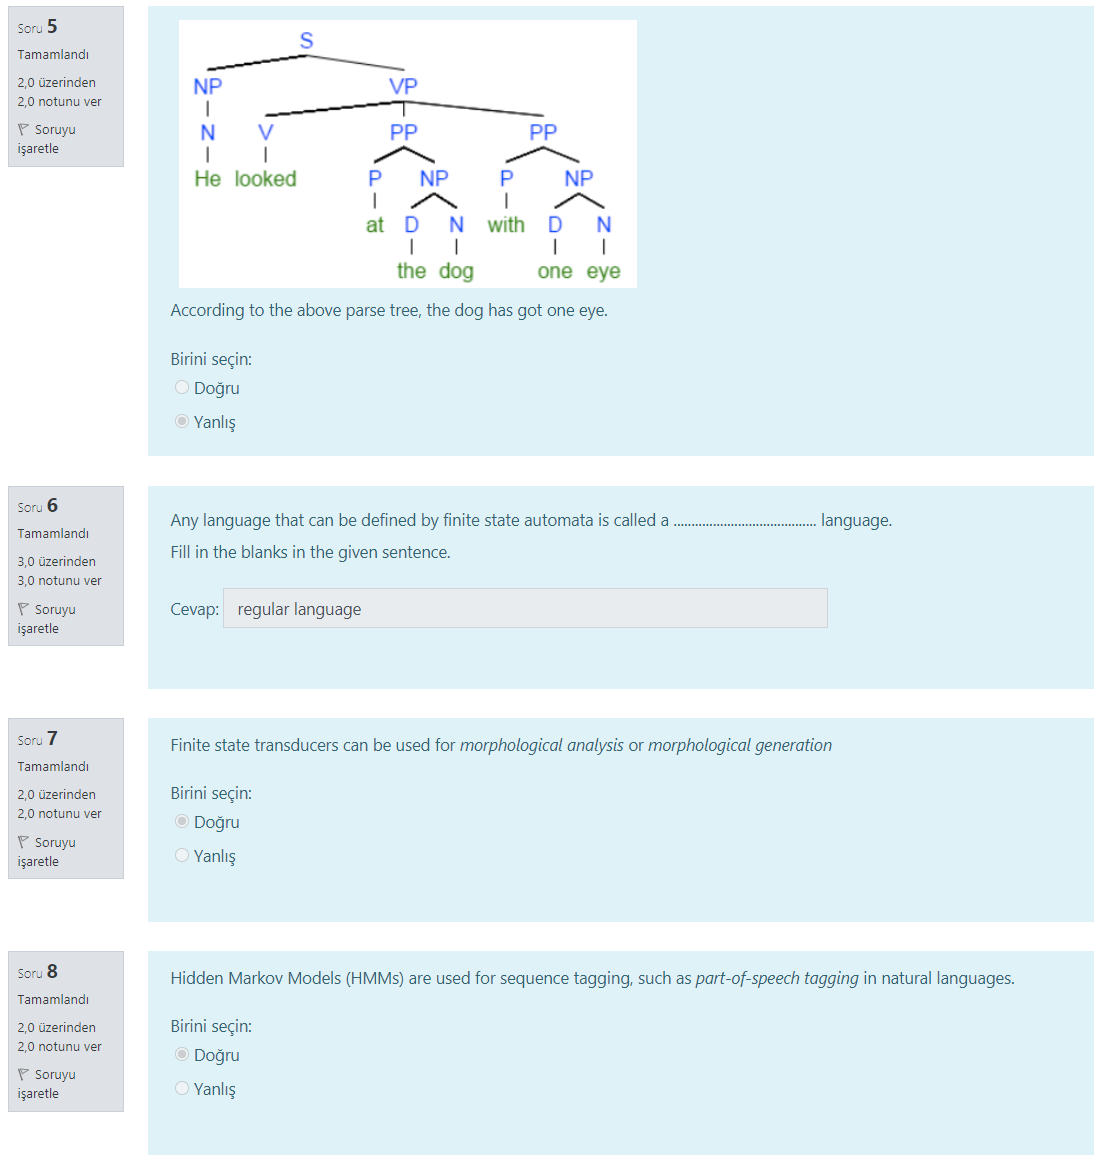 Soru 5
Tamamlandı
2,0 üzerinden
2,0 notunu ver
Soruyu
işaretle
S
NP VP
N V PP PP
He looked P NP P NP
at D N with D N
the dog one eye
According to the above parse tree, the dog has got one eye.
Birini seçin:
Doğru
Yanlış
Soru 6
Tamamlandı
3,0 üzerinden
3,0 notunu ver
Soruyu
işaretle
Any language that can be defined by finite state automata is called a ........................................ language.
Fill in the blanks in the given sentence.
Cevap: regular language
Soru 7
Tamamlandı
2,0 üzerinden
2,0 notunu ver
Soruyu
işaretle
Finite state transducers can be used for morphological analysis or morphological generation
Birini seçin:
Doğru
Yanlış
Soru 8
Tamamlandı
2,0 üzerinden
2,0 notunu ver
Soruyu
işaretle
Hidden Markov Models (HMMs) are used for sequence tagging, such as part-of-speech tagging in natural languages.
Birini seçin:
Doğru
Yanlış